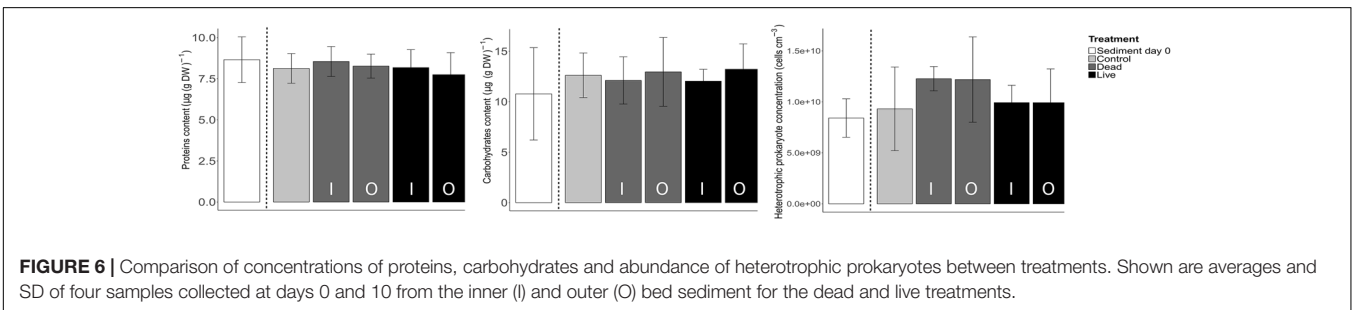 Proteins content (µg (g DW)⁻¹)
10.0
7.5
5.0
2.5
0.0
I
O
I
O
Carbohydrates content (µg (g DW)⁻¹)
15
10
5
0
I
O
I
O
Heterotrophic prokaryote concentration (cells cm⁻³)
1.5e+10
1.0e+10
5.0e+09
0.0e+00
I
O
I
O
Treatment
Sediment day 0
Control
Dead
Live
FIGURE 6 | Comparison of concentrations of proteins, carbohydrates and abundance of heterotrophic prokaryotes between treatments. Shown are averages and
SD of four samples collected at days 0 and 10 from the inner (I) and outer (O) bed sediment for the dead and live treatments.